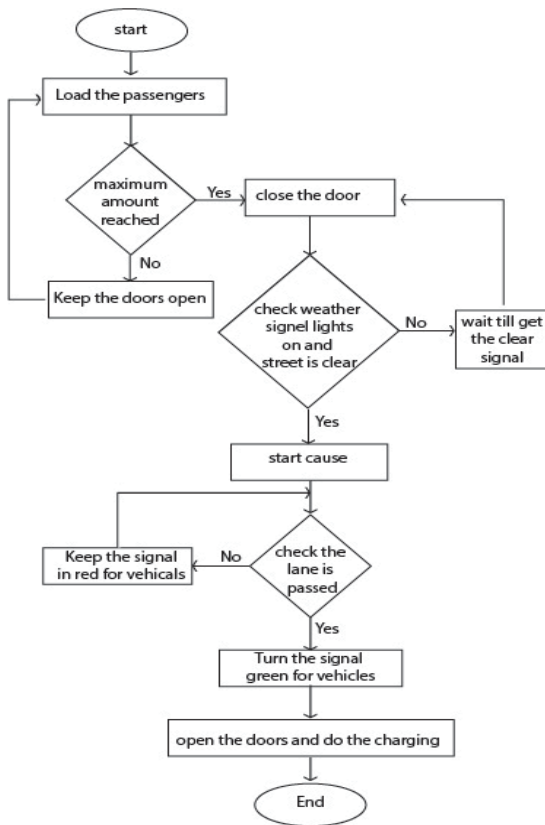 start
Load the passengers
maximum
amount
reached
Yes
close the door
No
Keep the doors open
check weather
signel lights
on and
street is clear
No
wait till get
the clear
signal
Yes
start cause
Keep the signal
in red for vehicals
No
check the
lane is
passed
Yes
Turn the signal
green for vehicles
open the doors and do the charging
End